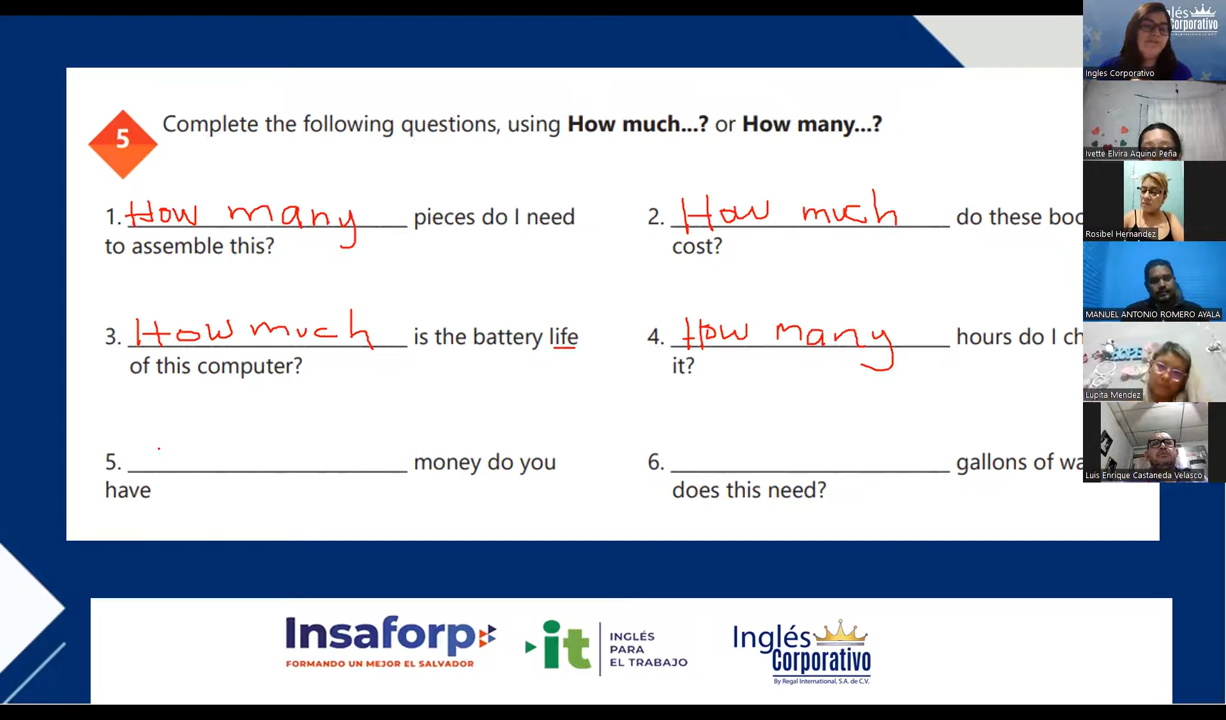 5 Complete the following questions, using How much...? or How many...?
1. How many pieces do I need
to assemble this?
2. How much do these
cost?
3. How much is the battery life
of this computer?
4. How many hours do I
it?
5. money do you
have
6. gallons of
does this need?
Insaforp
FORMANDO UN MEJOR EL SALVADOR
it
INGLÉS
PARA
EL TRABAJO
Inglés
Corporativo
By Regal International, S.A. de C.V.
glés
Corporativo
Ingles Corporativo
Ivette Elvira Aquino Peña
Rosibel Hernandez
MANUEL ANTONIO ROMERO AYALA
Lupita Mendez
Luis Enrique Castaneda Velasco